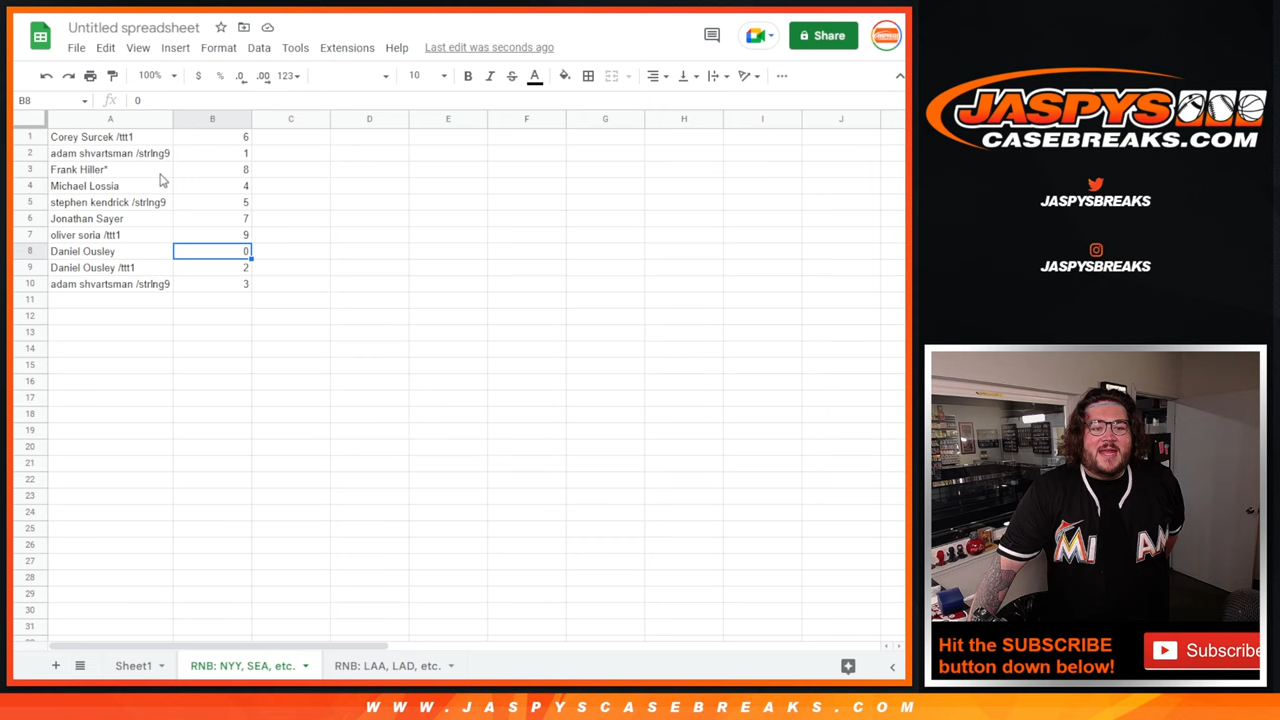 Untitled spreadsheet
File Edit View Insert Format Data Tools Extensions Help Last edit was seconds ago
Share
100% $ % .0 .00 123 10 B I S A
B8 fx 0
A B C D E F G H I J
1 Corey Surcek /ttt1 6
2 adam shvartsman /strlng9 1
3 Frank Hiller* 8
4 Michael Lossia 4
5 stephen kendrick /strlng9 5
6 Jonathan Sayer 7
7 oliver soria /ttt1 9
8 Daniel Ousley 0
9 Daniel Ousley /ttt1 2
10 adam shvartsman /strlng9 3
11
12
13
14
15
16
17
18
19
20
21
22
23
24
25
26
27
28
29
30
31
Sheet1 RNB: NYY, SEA, etc. RNB: LAA, LAD, etc.
JASPYS
CASEBREAKS.COM
JASPYSBREAKS
JASPYSBREAKS
MI AM
Hit the SUBSCRIBE
button down below!
Subscribe
WWW.JASPYSCASEBREAKS.COM